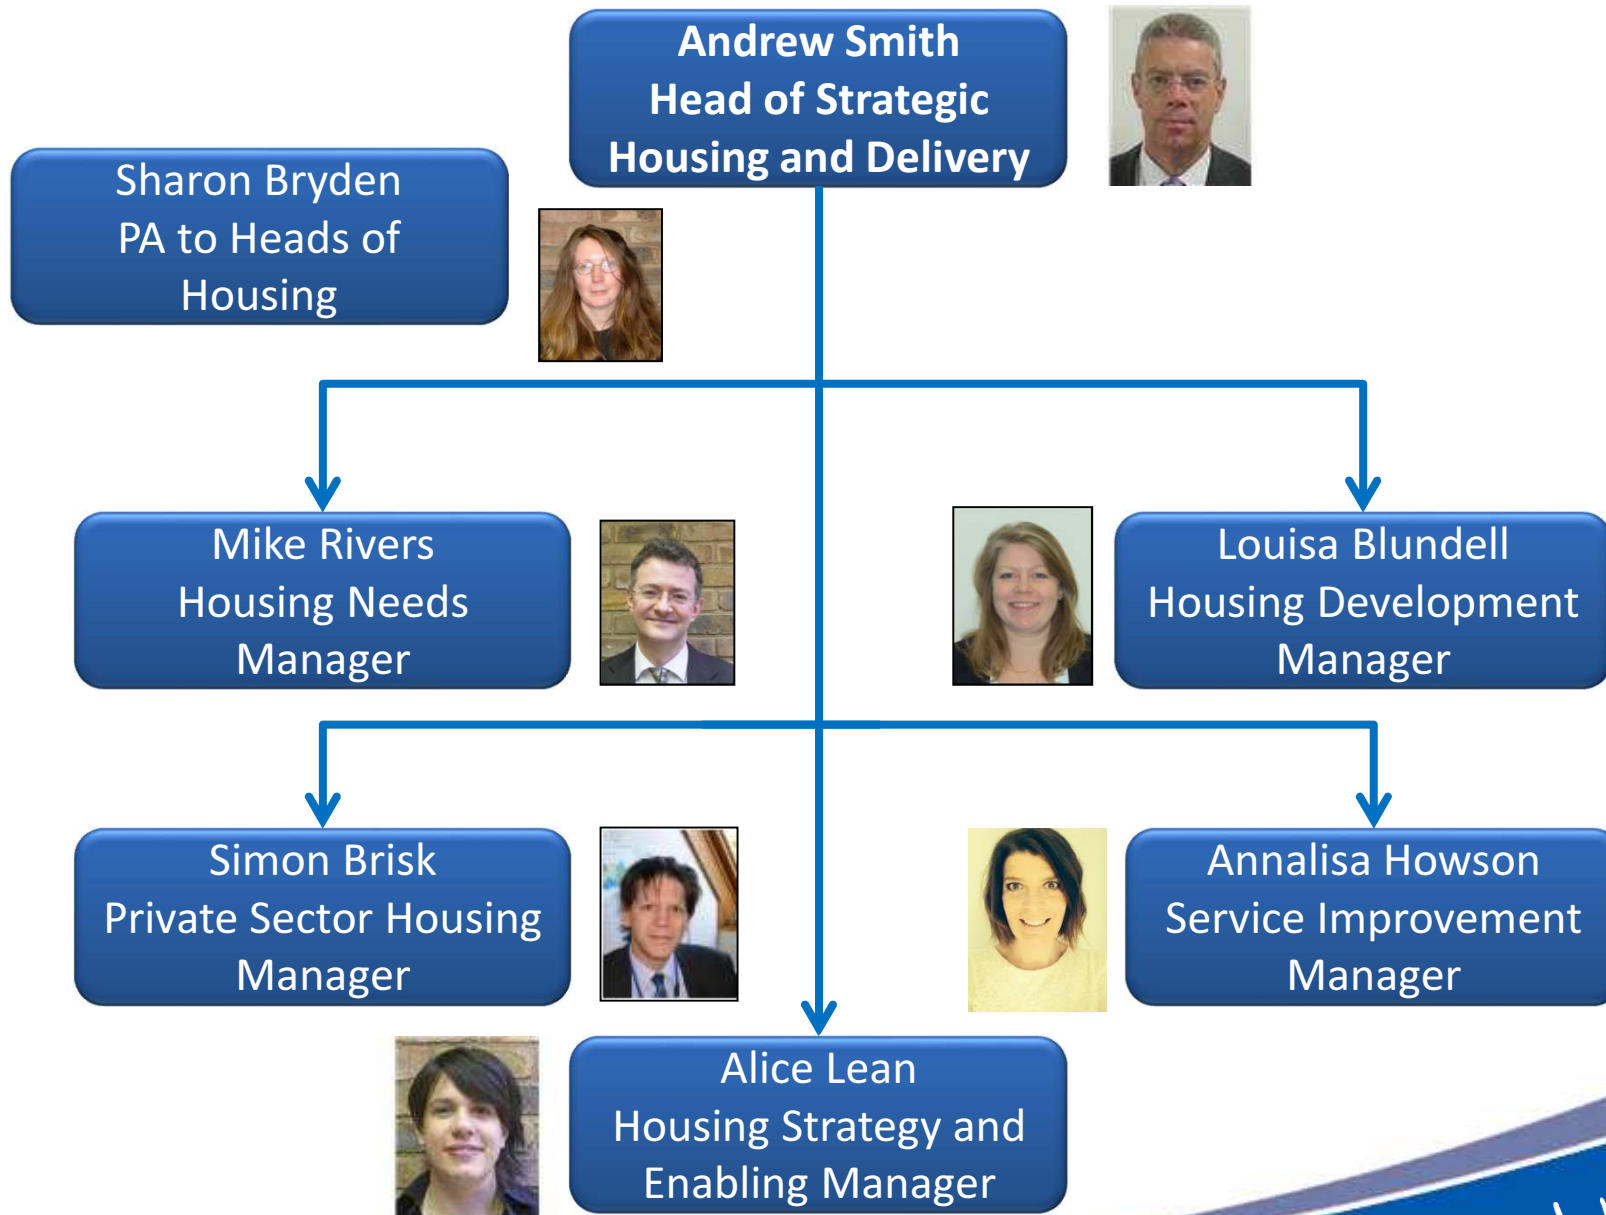 Andrew Smith
Head of Strategic
Housing and Delivery
Sharon Bryden
PA to Heads of
Housing
Mike Rivers
Housing Needs
Manager
Louisa Blundell
Housing Development
Manager
Simon Brisk
Private Sector Housing
Manager
Annalisa Howson
Service Improvement
Manager
Alice Lean
Housing Strategy and
Enabling Manager